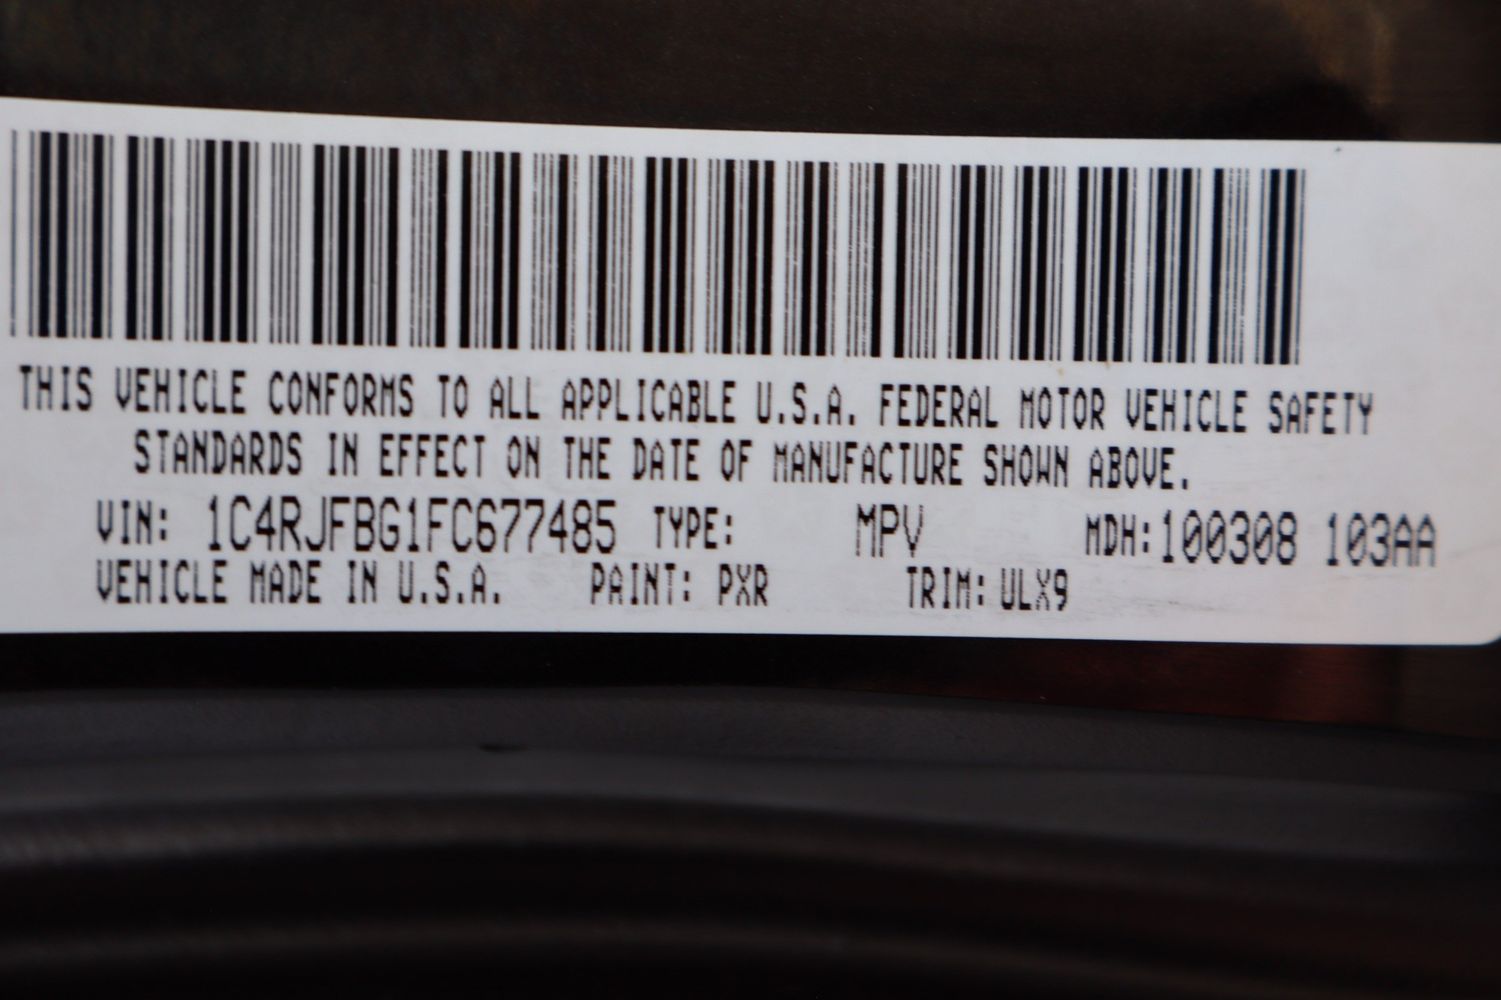 THIS VEHICLE CONFORMS TO ALL APPLICABLE U.S.A. FEDERAL MOTOR VEHICLE SAFETY
STANDARDS IN EFFECT ON THE DATE OF MANUFACTURE SHOWN ABOVE.
VIN: 1C4RJFBG1FC677485 TYPE: MPV MDH:100308 103AA
VEHICLE MADE IN U.S.A. PAINT: PXR TRIM: ULX9